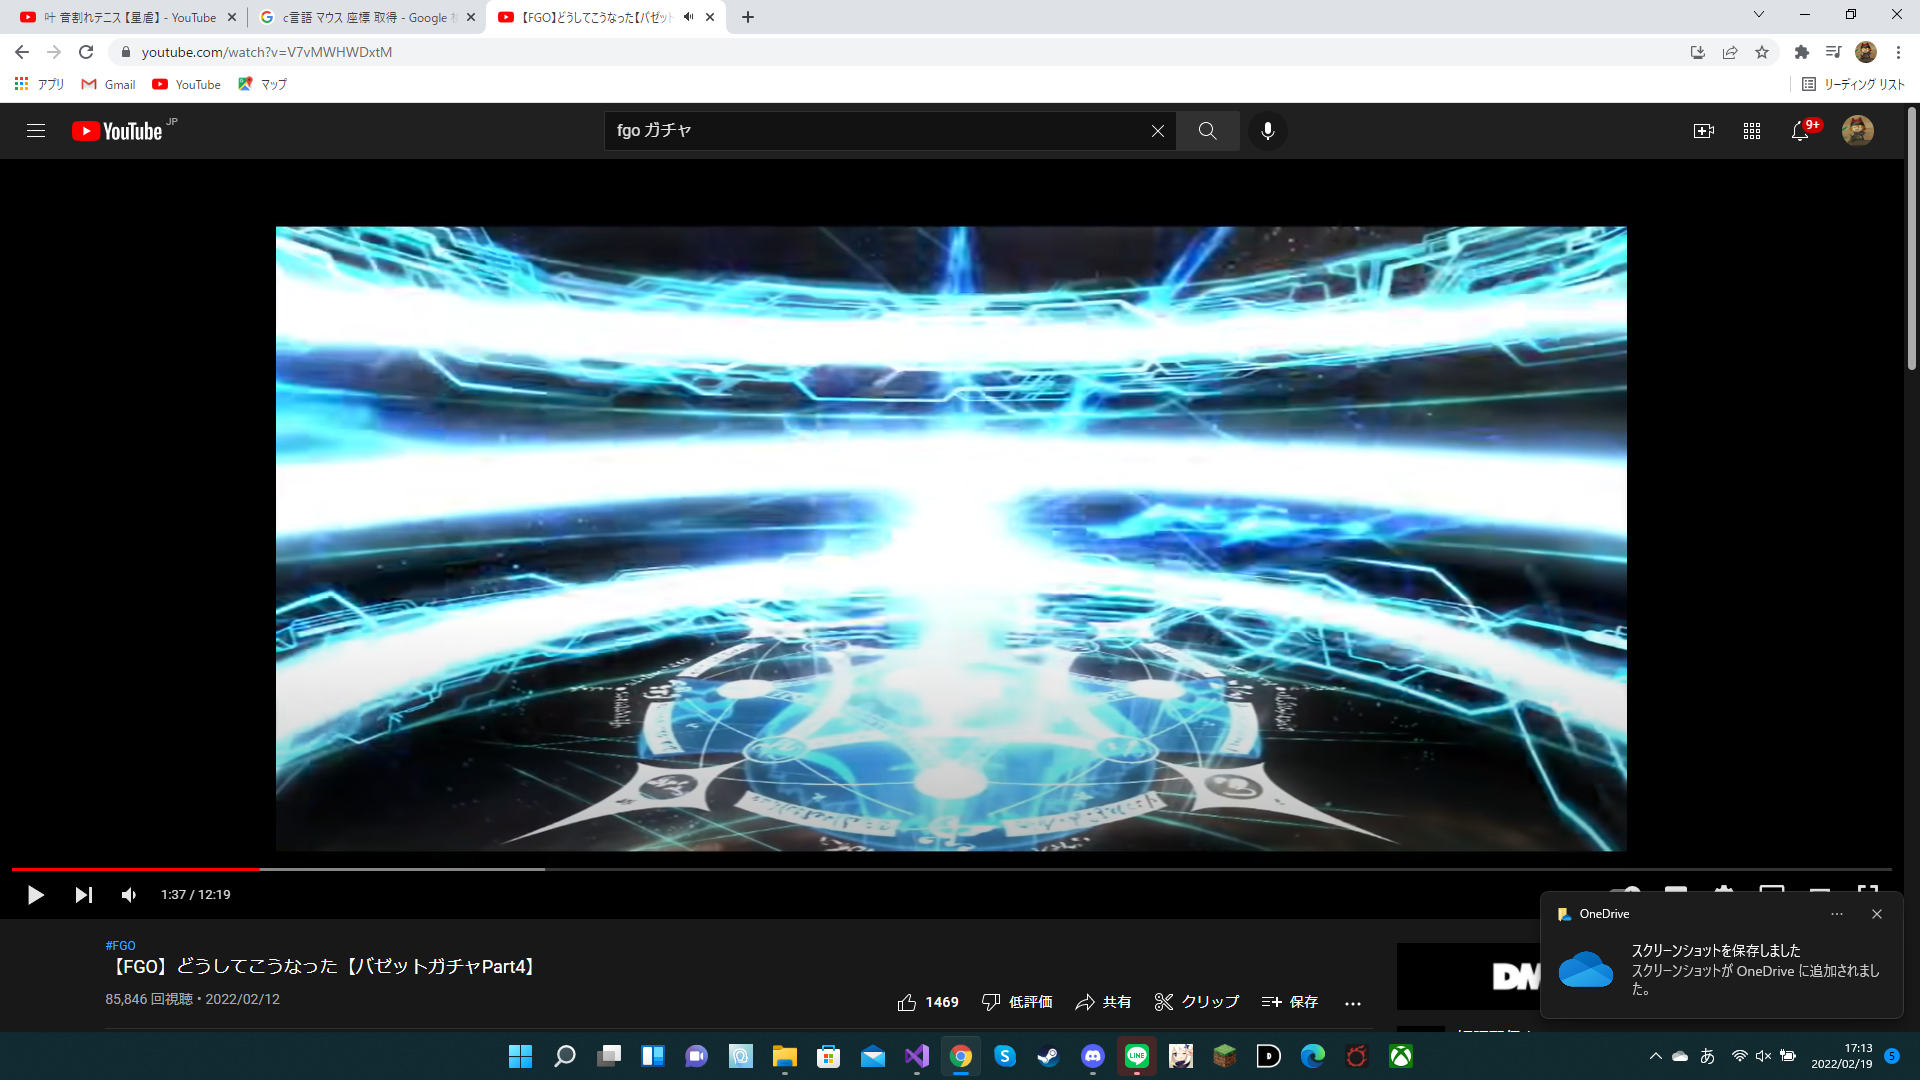 叶 音割れテニス【星虐】 - YouTube
c言語 マウス 座標 取得 - Google
【FGO】どうしてこうなった【バゼット
youtube.com/watch?v=V7vMWHWDxtM
アプリ
Gmail
YouTube
マップ
リーディング リスト
YouTube JP
fgo ガチャ
9+
1:37 / 12:19
#FGO
【FGO】どうしてこうなった【バゼットガチャPart4】
85,846 回視聴・2022/02/12
1469
低評価
共有
クリップ
保存
DM
OneDrive
スクリーンショットを保存しました
スクリーンショットが OneDrive に追加されまし
た。
LINE
あ
17:13
2022/02/19
5